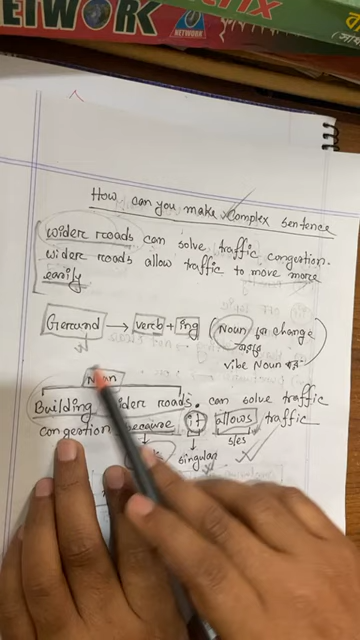 NETWORK
NETWORK
How can you make Complex sentence
wider roads can solve traffic congestion.
wider roads allow traffic to move more
easily
Gerund → verb + ing
Noun কে change
vibe Noun
Noun
Building wider roads can solve traffic
congestion because it allows traffic
singular s/es